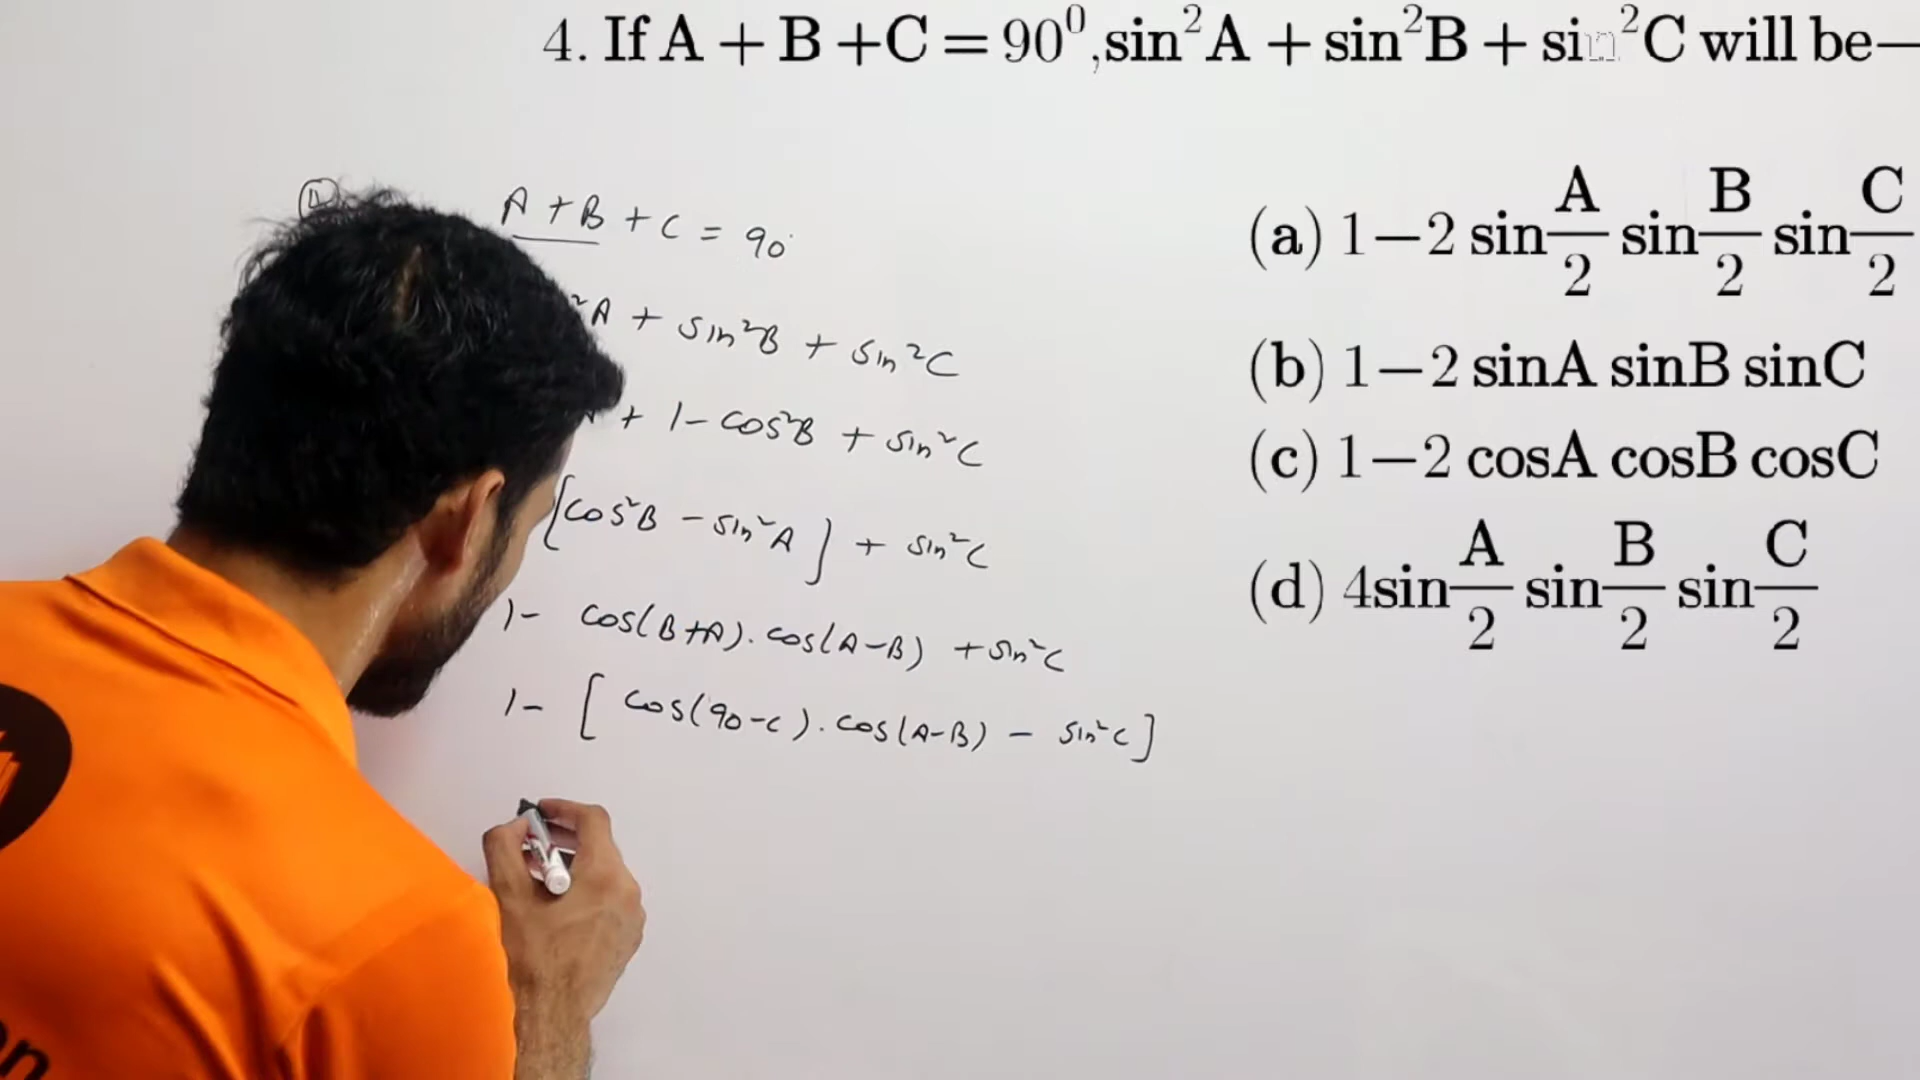 4. If A + B + C = 90⁰, sin²A + sin²B + sin²C will be—
(a) 1−2 sin A/2 sin B/2 sin C/2
(b) 1−2 sinA sinB sinC
(c) 1−2 cosA cosB cosC
(d) 4sin A/2 sin B/2 sin C/2
A + B + C = 90°
²A + sin²B + sin²C
+ 1- cos²B + sin²C
[cos²B - sin²A] + sin²C
1- cos(B+A). cos(A-B) + sin²C
1- [cos(90-C). cos(A-B) - sin²C]